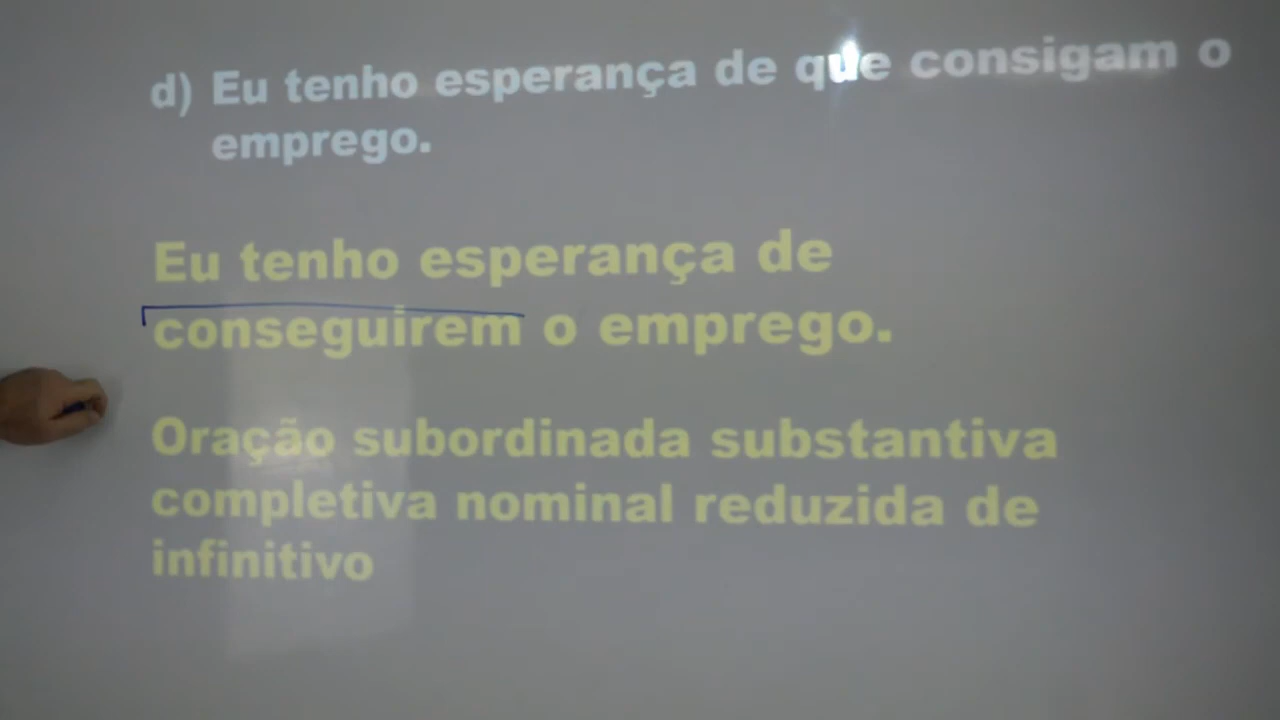 d) Eu tenho esperança de que consigam o
emprego.
Eu tenho esperança de
conseguirem o emprego.
Oração subordinada substantiva
completiva nominal reduzida de
infinitivo